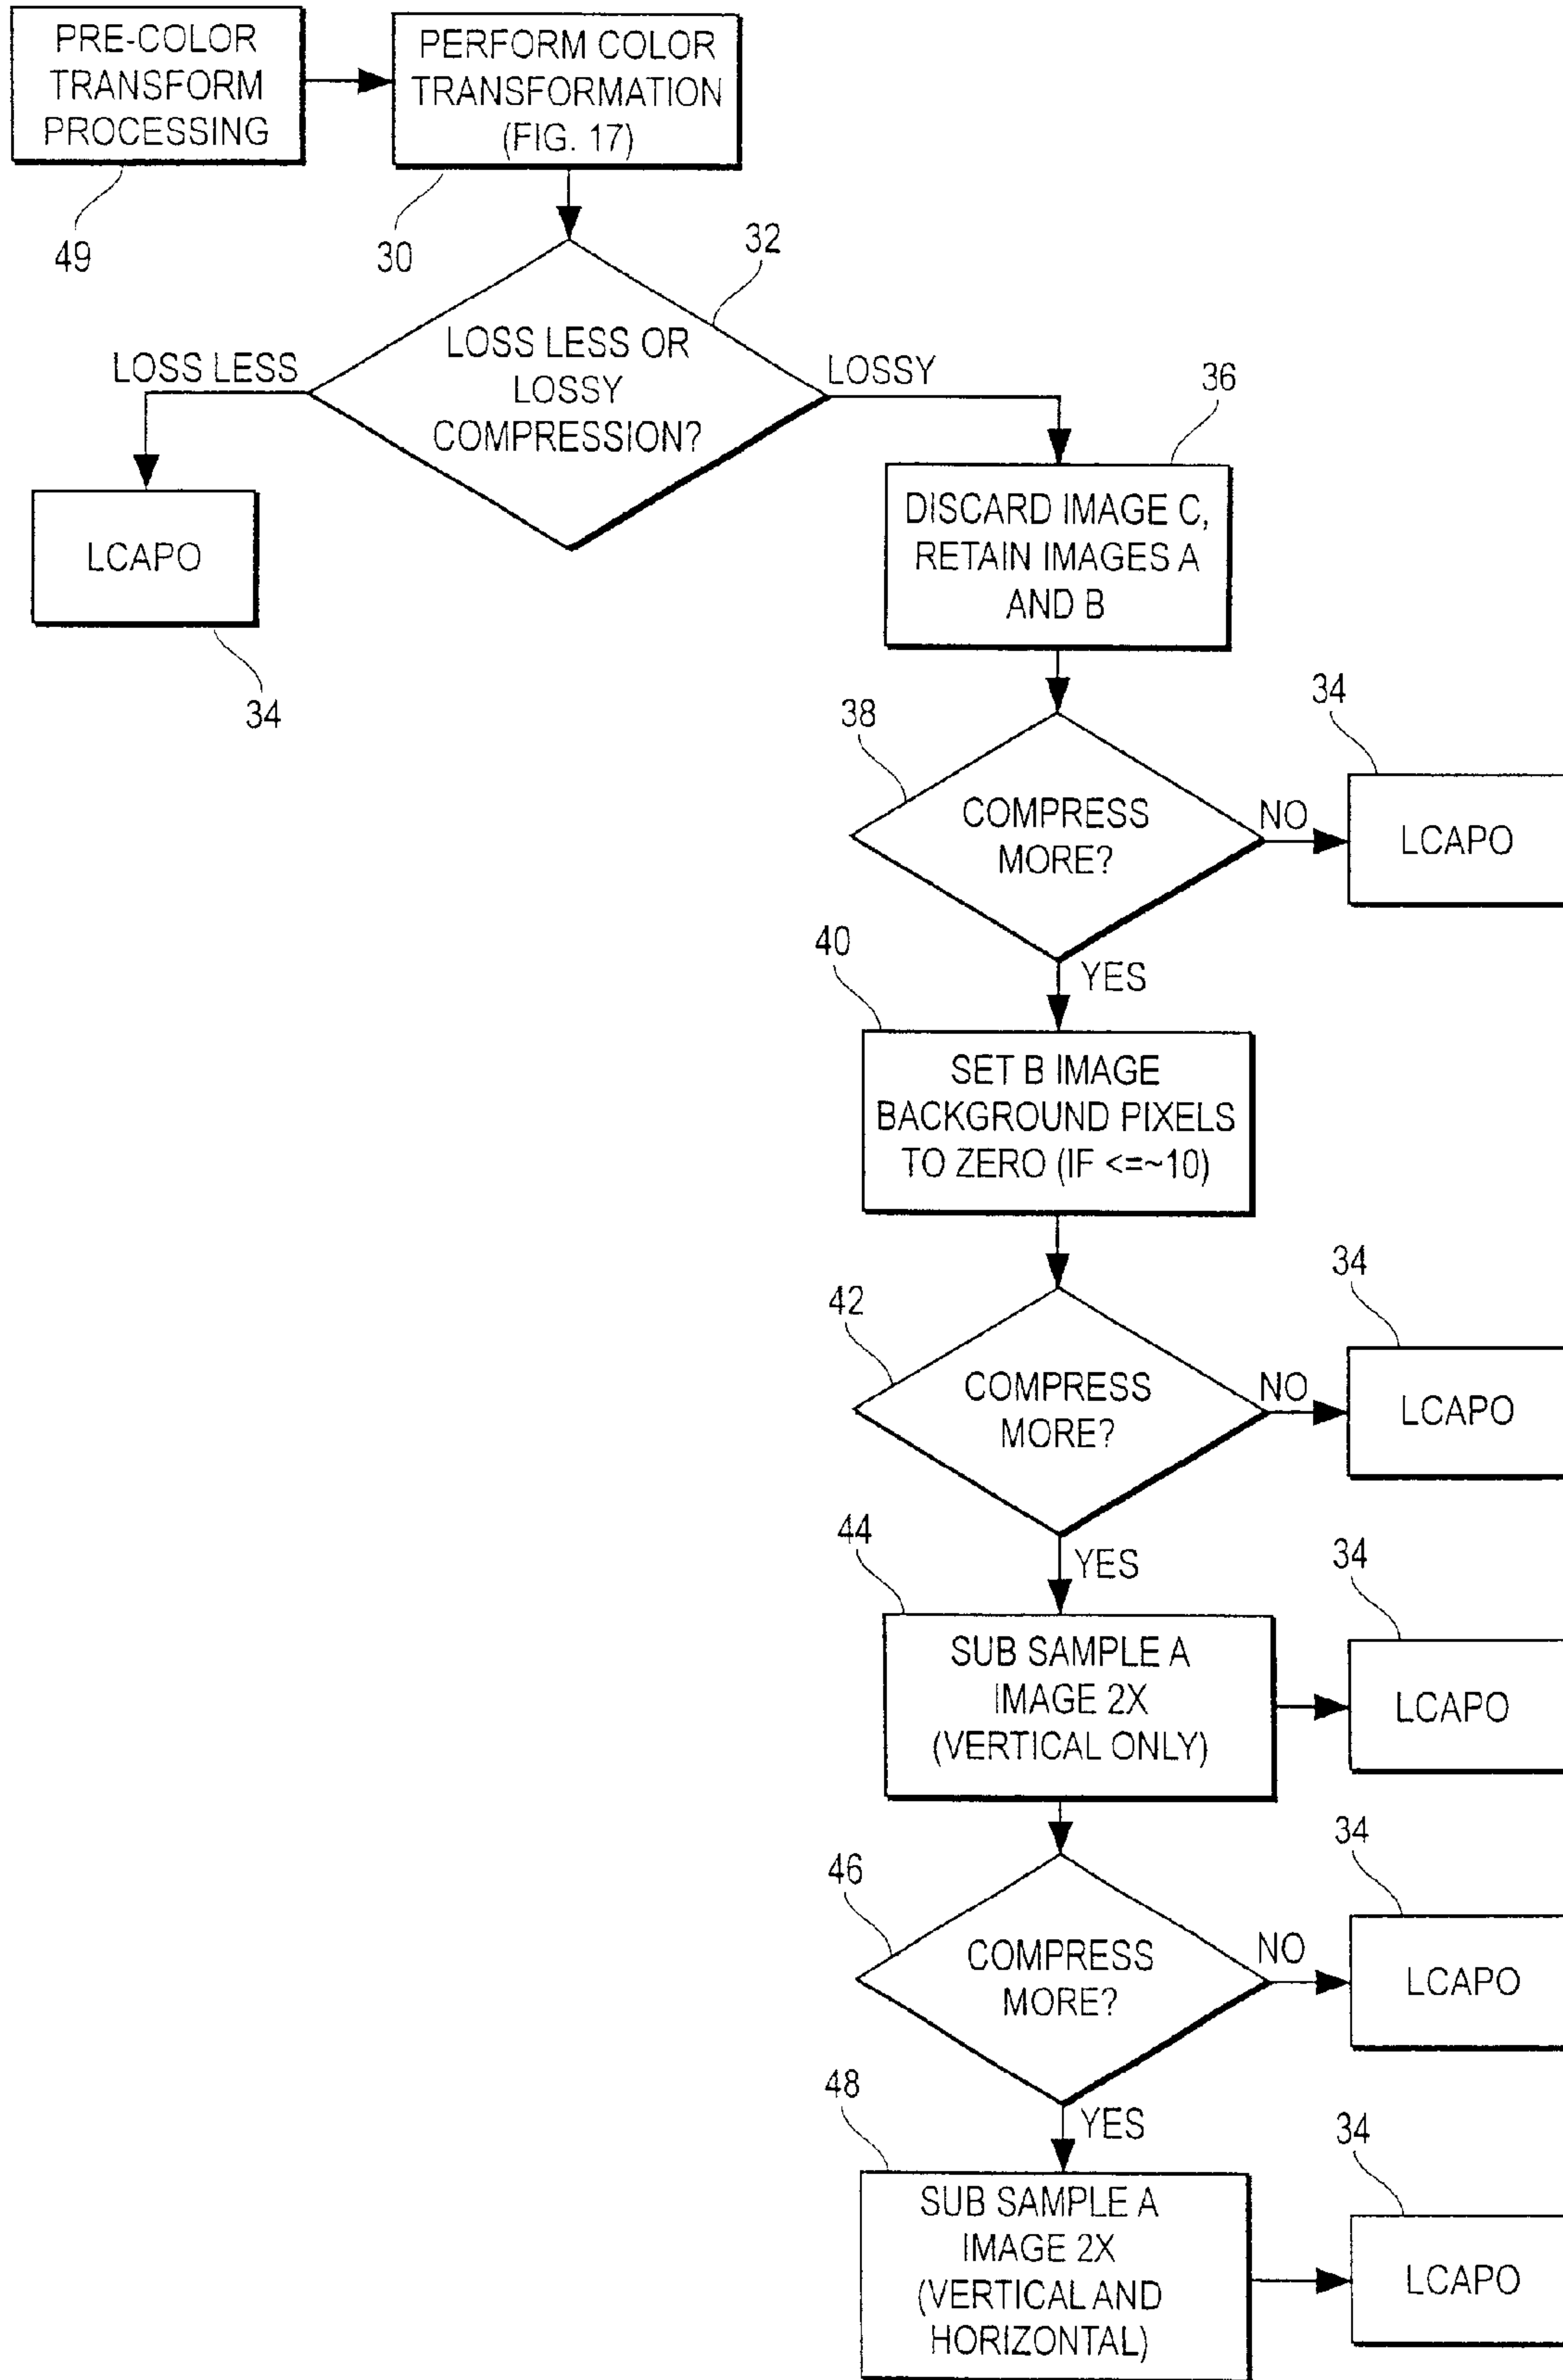 PRE-COLOR
TRANSFORM
PROCESSING
49
PERFORM COLOR
TRANSFORMATION
(FIG. 17)
30
32
LOSS LESS OR
LOSSY
COMPRESSION?
LOSS LESS
LOSSY
LCAPO
34
36
DISCARD IMAGE C,
RETAIN IMAGES A
AND B
38
COMPRESS
MORE?
NO
34
LCAPO
YES
40
SET B IMAGE
BACKGROUND PIXELS
TO ZERO (IF <=~10)
42
COMPRESS
MORE?
NO
34
LCAPO
YES
44
SUB SAMPLE A
IMAGE 2X
(VERTICAL ONLY)
34
LCAPO
46
COMPRESS
MORE?
NO
34
LCAPO
YES
48
SUB SAMPLE A
IMAGE 2X
(VERTICAL AND
HORIZONTAL)
34
LCAPO